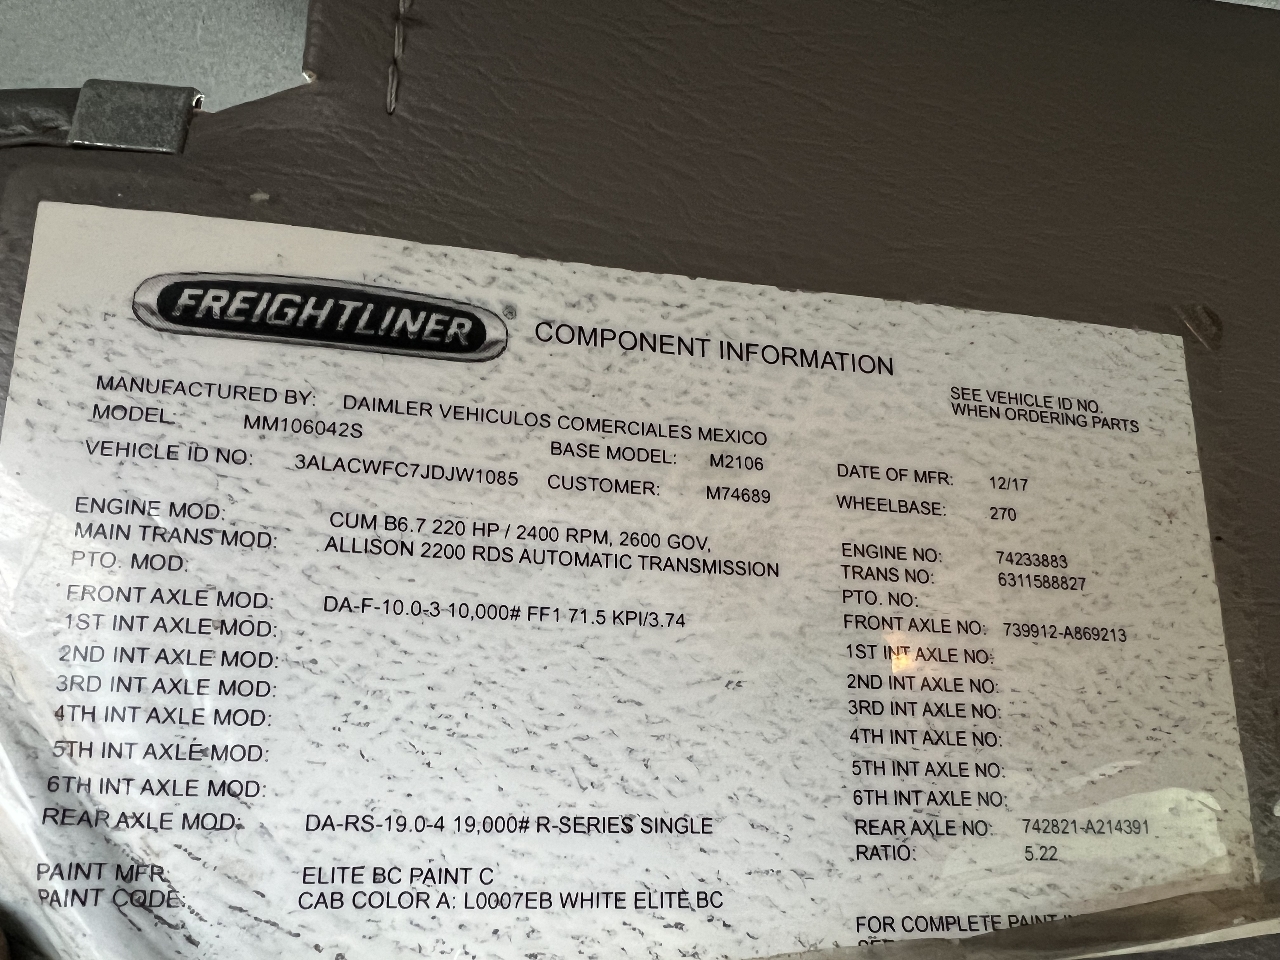 FREIGHTLINER® COMPONENT INFORMATION
SEE VEHICLE ID NO.
WHEN ORDERING PARTS
MANUFACTURED BY: DAIMLER VEHICULOS COMERCIALES MEXICO
MODEL: MM106042S BASE MODEL: M2106 DATE OF MFR: 12/17
VEHICLE ID NO: 3ALACWFC7JDJW1085 CUSTOMER: M74689 WHEELBASE: 270
ENGINE MOD: CUM B6.7 220 HP / 2400 RPM, 2600 GOV, ENGINE NO: 74233883
MAIN TRANS MOD: ALLISON 2200 RDS AUTOMATIC TRANSMISSION TRANS NO: 6311588827
PTO. MOD: PTO. NO:
FRONT AXLE MOD: DA-F-10.0-3 10,000# FF1 71.5 KPI/3.74 FRONT AXLE NO: 739912-A869213
1ST INT AXLE MOD: 1ST INT AXLE NO:
2ND INT AXLE MOD: 2ND INT AXLE NO:
3RD INT AXLE MOD: 3RD INT AXLE NO:
4TH INT AXLE MOD: 4TH INT AXLE NO:
5TH INT AXLE MOD: 5TH INT AXLE NO:
6TH INT AXLE MOD: 6TH INT AXLE NO:
REAR AXLE MOD: DA-RS-19.0-4 19,000# R-SERIES SINGLE REAR AXLE NO: 742821-A214391
RATIO: 5.22
PAINT MFR: ELITE BC PAINT C
PAINT CODE: CAB COLOR A: L0007EB WHITE ELITE BC
FOR COMPLETE PAINT